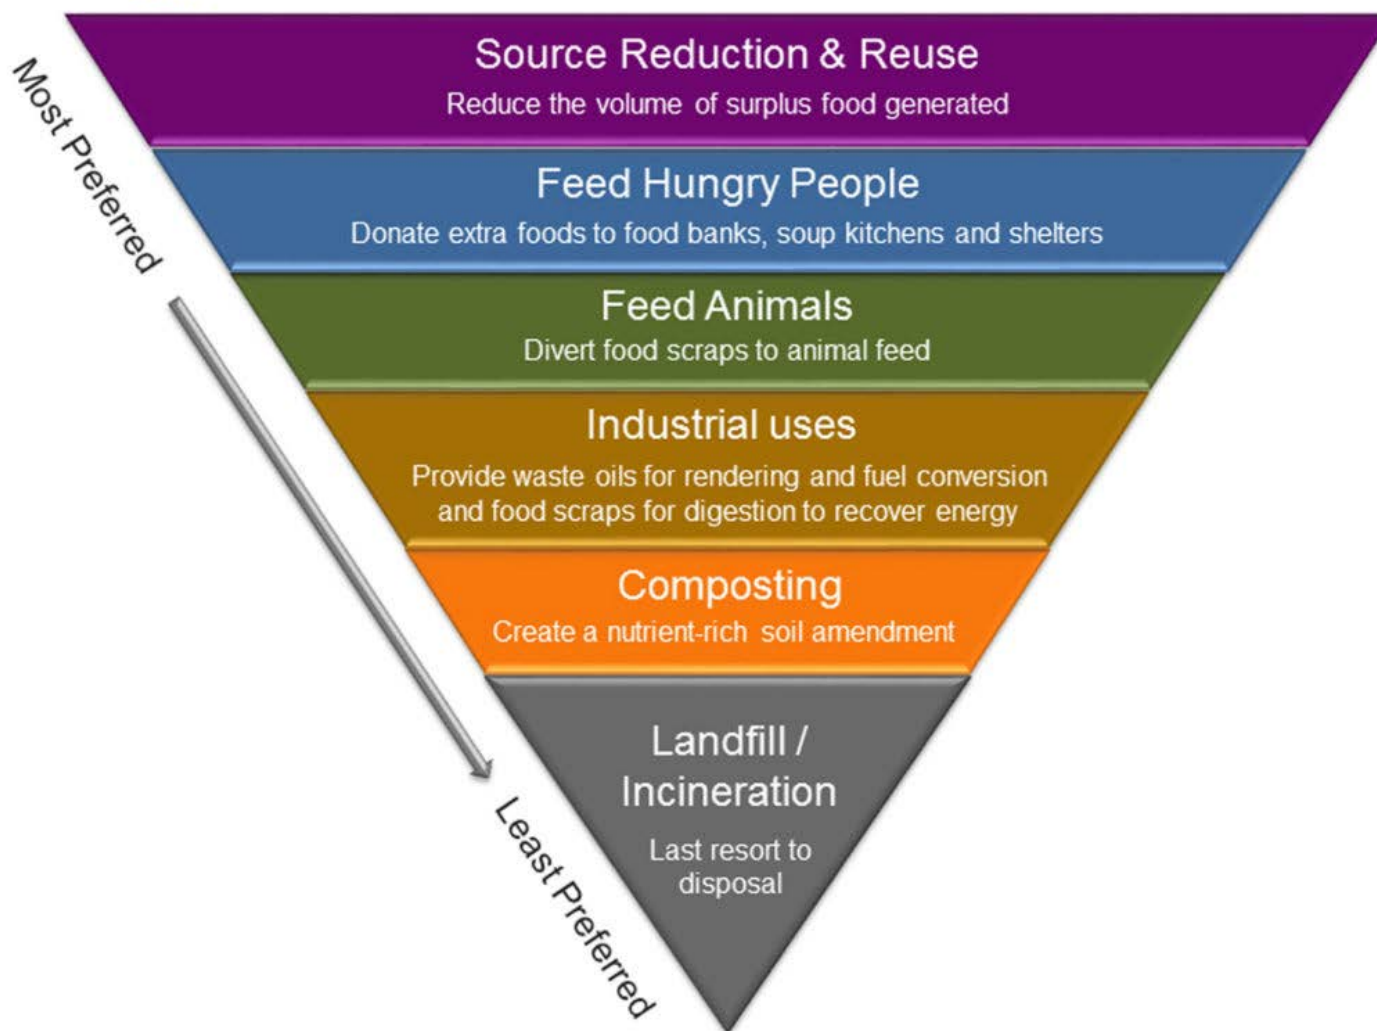 Most Preferred
Source Reduction & Reuse
Reduce the volume of surplus food generated
Feed Hungry People
Donate extra foods to food banks, soup kitchens and shelters
Feed Animals
Divert food scraps to animal feed
Industrial uses
Provide waste oils for rendering and fuel conversion
and food scraps for digestion to recover energy
Composting
Create a nutrient-rich soil amendment
Landfill /
Incineration
Last resort to
disposal
Least Preferred